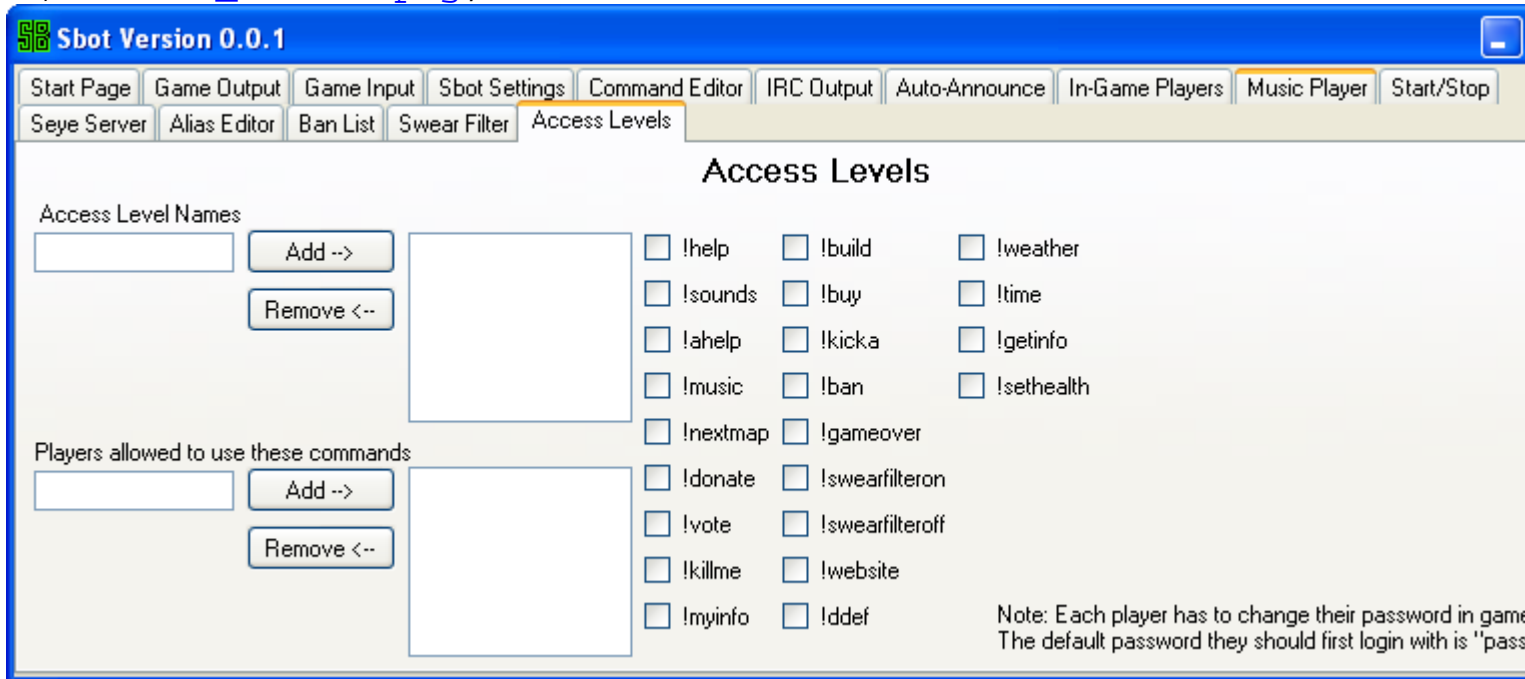 SB Sbot Version 0.0.1
Start Page Game Output Game Input Sbot Settings Command Editor IRC Output Auto-Announce In-Game Players Music Player Start/Stop
Seye Server Alias Editor Ban List Swear Filter Access Levels
Access Levels
Access Level Names
Add -->
Remove <--
Players allowed to use these commands
Add -->
Remove <--
!help !build !weather
!sounds !buy !time
!ahelp !kicka !getinfo
!music !ban !sethealth
!nextmap !gameover
!donate !swearfilteron
!vote !swearfilteroff
!killme !website
!myinfo !ddef
Note: Each player has to change their password in game
The default password they should first login with is "pass